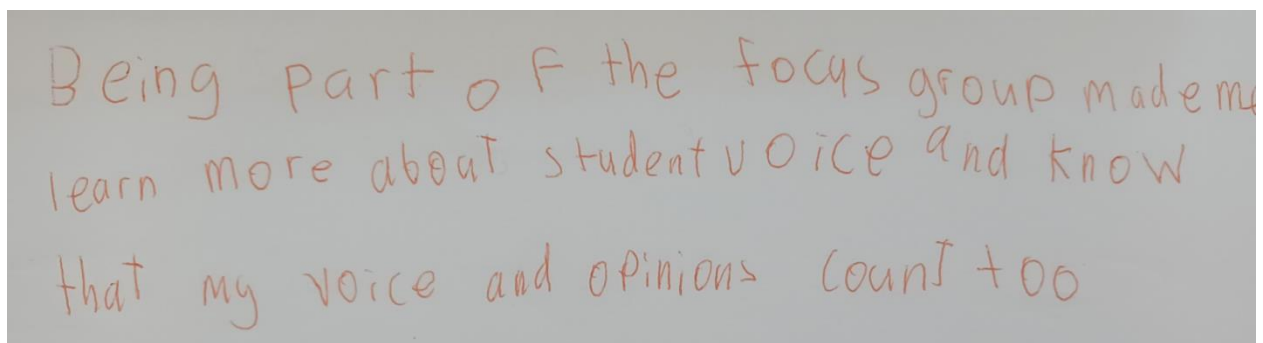 Being part of the focus group made me
learn more about student voice and know
that my voice and opinions count too